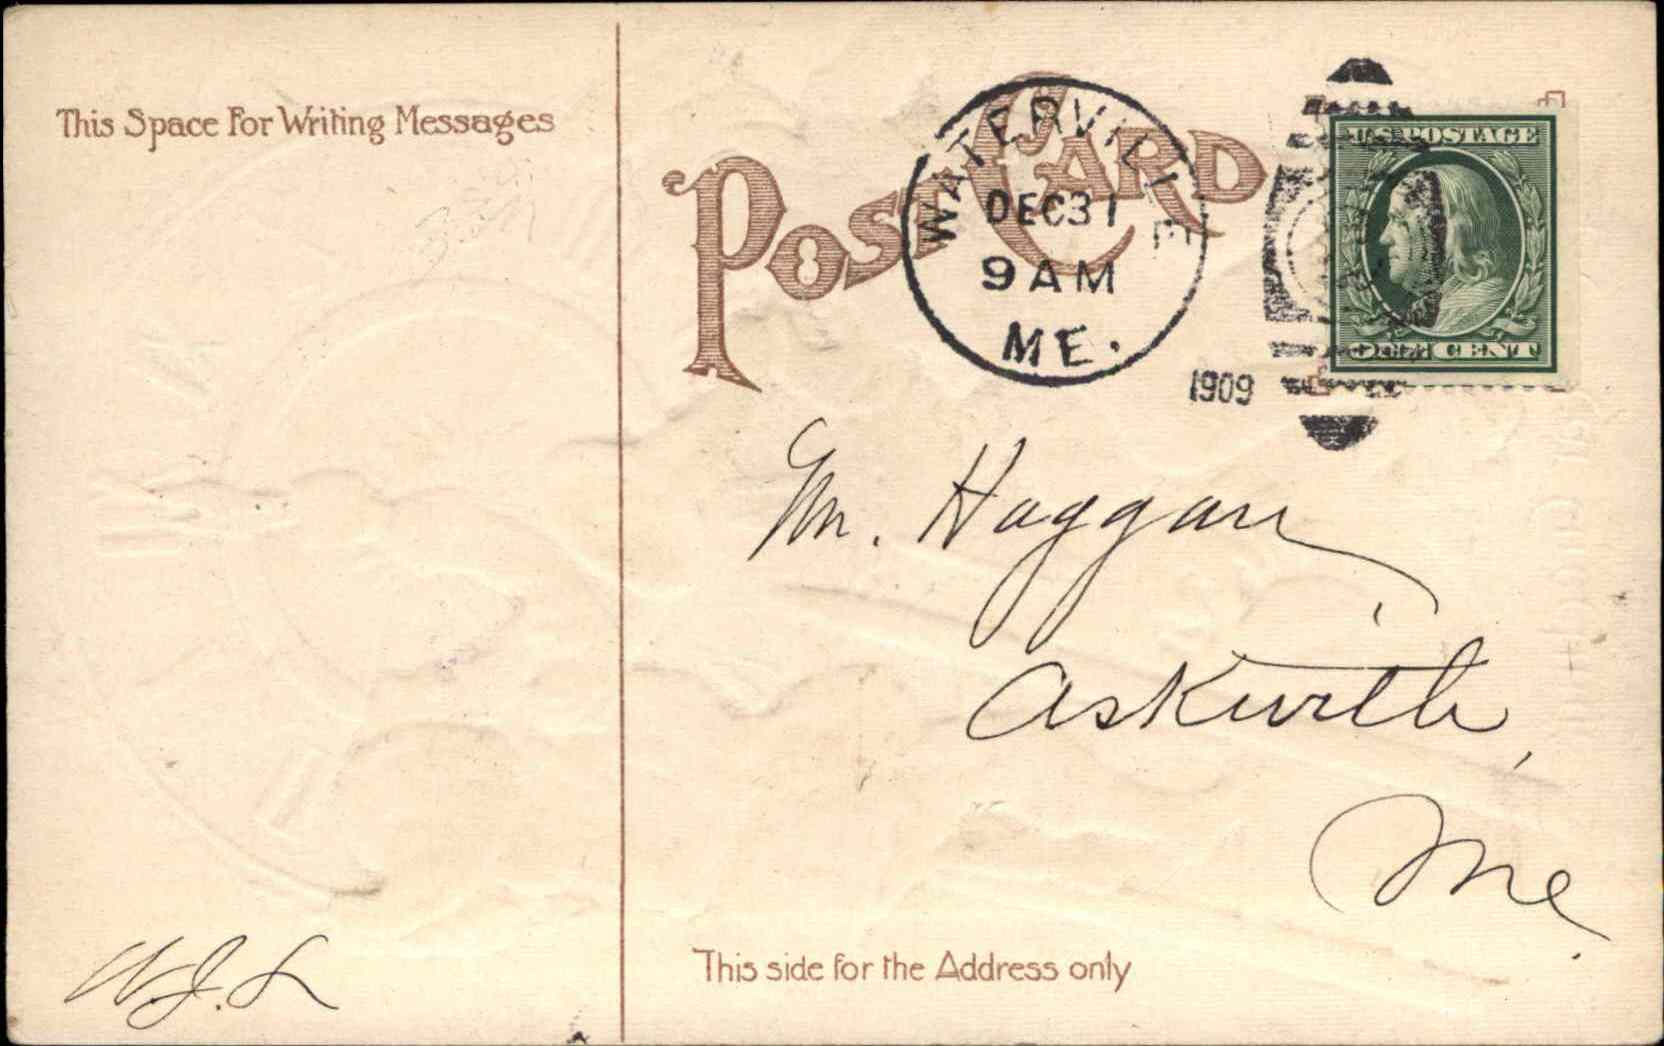 This Space For Writing Messages
POST CARD
WATERVILLE
DEC 31
9 AM
ME.
1909
U.S. POSTAGE
ONE CENT
Mr. Haggan,
Askwith,
Me.
W. J. L
This side for the Address only